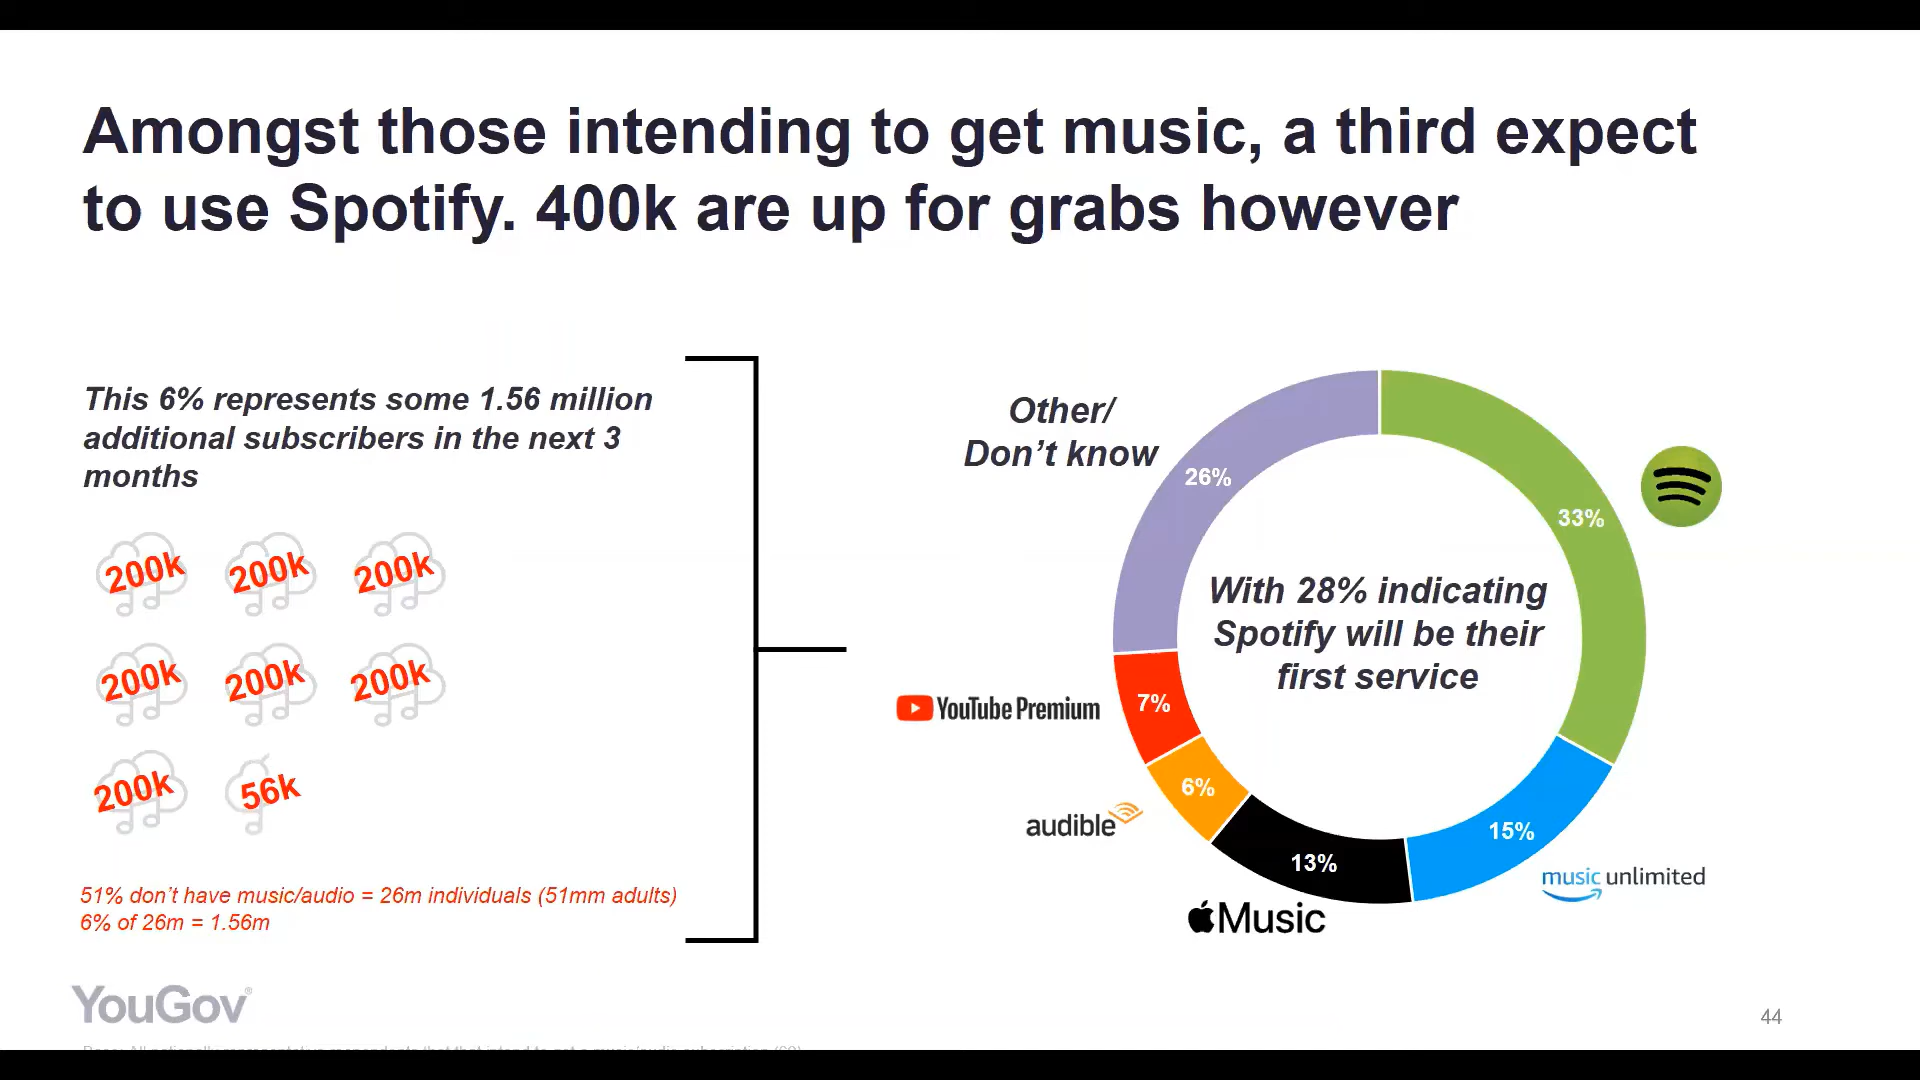 Amongst those intending to get music, a third expect
to use Spotify. 400k are up for grabs however
This 6% represents some 1.56 million
additional subscribers in the next 3
months
200k 200k 200k
200k 200k 200k
200k 56k
51% don't have music/audio = 26m individuals (51mm adults)
6% of 26m = 1.56m
Other/
Don't know
26%
33%
With 28% indicating
Spotify will be their
first service
YouTube Premium
7%
6%
audible
15%
13%
music unlimited
Music
YouGov®
44